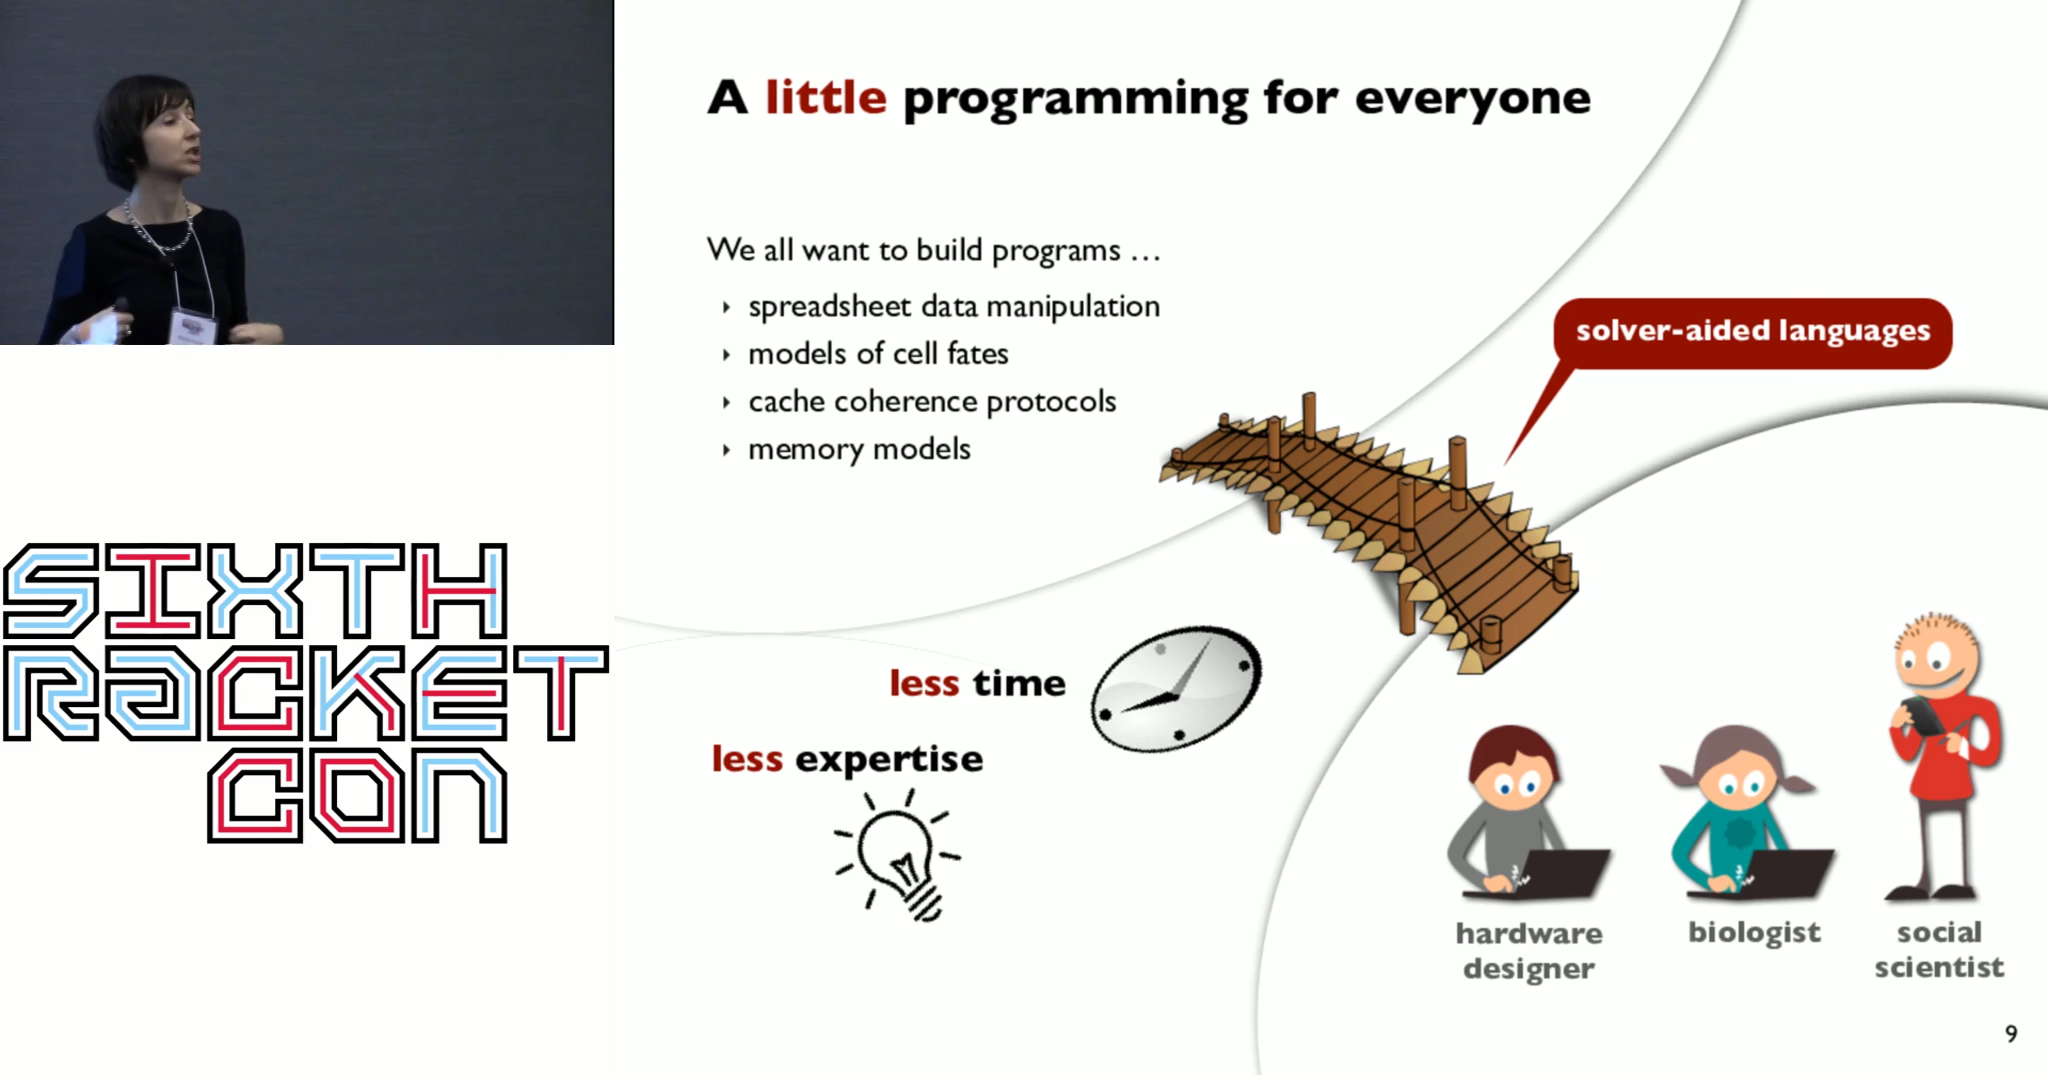 A little programming for everyone
We all want to build programs …
‣ spreadsheet data manipulation
‣ models of cell fates
‣ cache coherence protocols
‣ memory models
solver-aided languages
less time
less expertise
hardware
designer
biologist
social
scientist
9
SIXTH
RACKET
CON